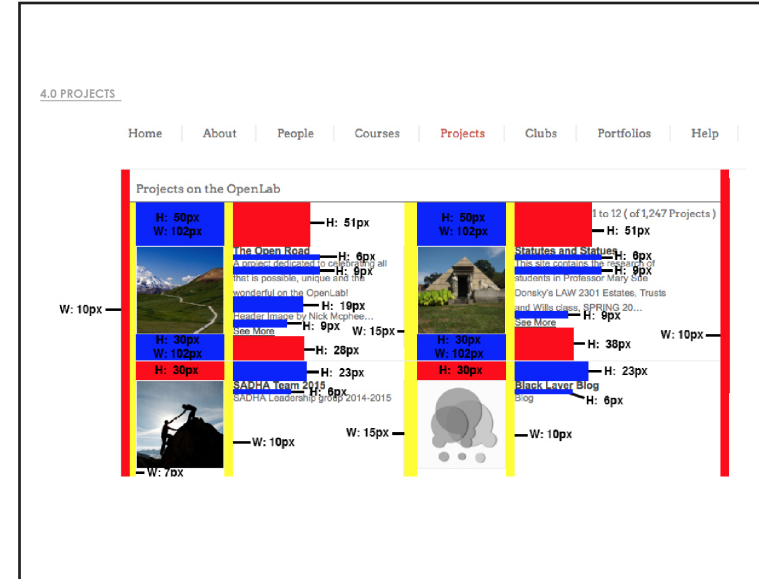 4.0 PROJECTS
Home About People Courses Projects Clubs Portfolios Help
Projects on the OpenLab
1 to 12 ( of 1,247 Projects )
H: 50px
W: 102px
H: 51px
H: 50px
W: 102px
H: 51px
The Open Road
H: 6px
A project dedicated to celebrating all
H: 9px
that is possible, unique and the
wonderful on the OpenLab!
H: 19px
Header Image by Nick Mcphee...
H: 9px
See More
Statutes and Statues
H: 6px
This site contains the research of
H: 9px
students in Professor Mary Sue
Donsky's LAW 2301 Estates, Trusts
and Wills class, SPRING 20...
H: 9px
See More
W: 10px
W: 15px
W: 10px
H: 30px
W: 102px
H: 28px
H: 30px
W: 102px
H: 38px
H: 30px
H: 23px
H: 30px
H: 23px
SADHA Team 2015
H: 6px
SADHA Leadership group 2014-2015
Black Layer Blog
H: 6px
Blog
W: 10px
W: 15px
W: 10px
W: 7px